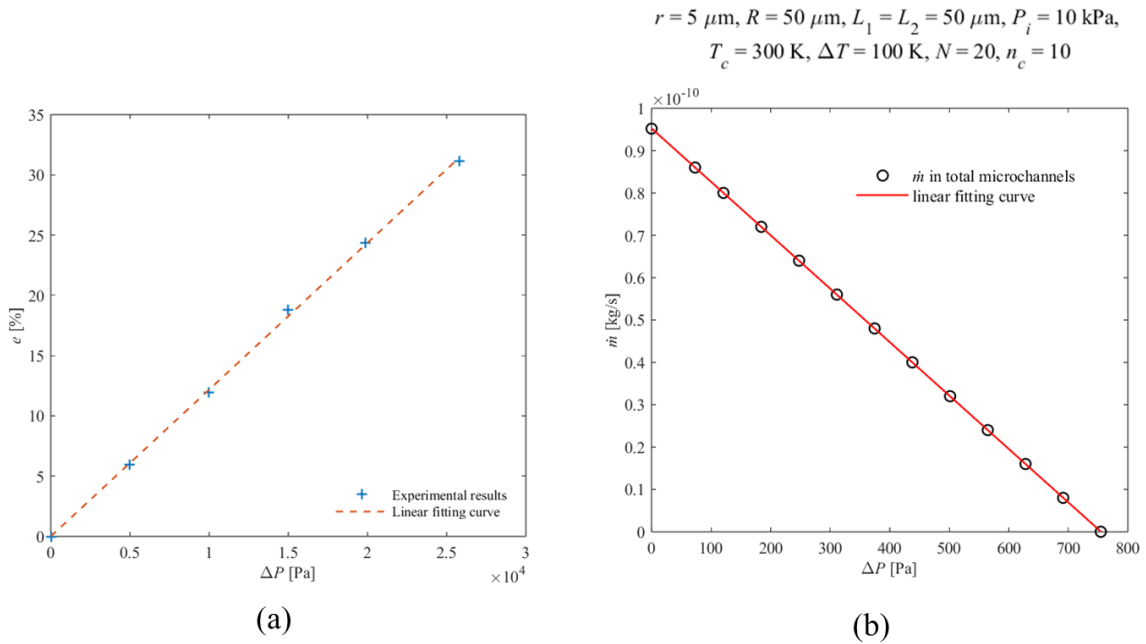 r = 5 μm, R = 50 μm, L₁ = L₂ = 50 μm, Pᵢ = 10 kPa,
T_c = 300 K, ΔT = 100 K, N = 20, n_c = 10
35
30
25
20
15
10
5
0
e [%]
Experimental results
Linear fitting curve
0 0.5 1 1.5 2 2.5 3
×10⁴
ΔP [Pa]
(a)
×10⁻¹⁰
1
0.9
0.8
0.7
0.6
0.5
0.4
0.3
0.2
0.1
0
ṁ [kg/s]
ṁ in total microchannels
linear fitting curve
0 100 200 300 400 500 600 700 800
ΔP [Pa]
(b)